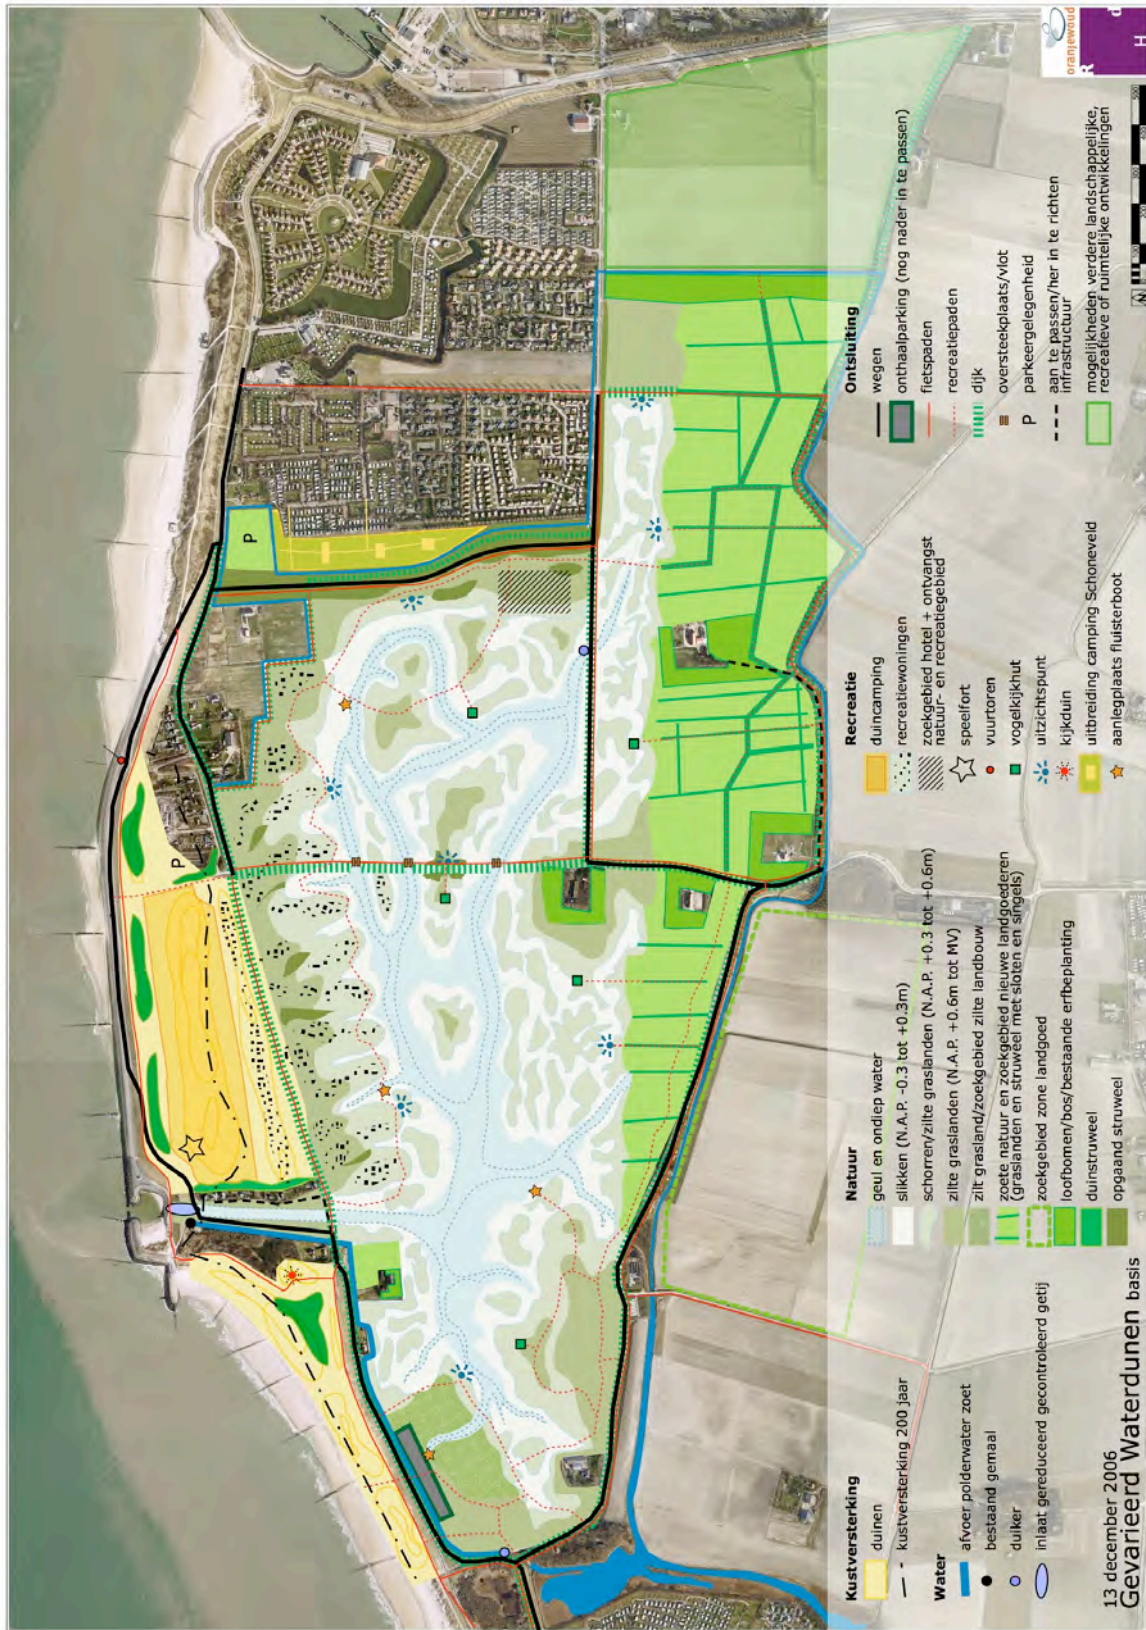 Kustversterking
duinen
kustversterking 200 jaar
Water
afvoer polderwater zoet
bestaand gemaal
duiker
inlaat gereduceerd gecontroleerd getij
13 december 2006
Gevarieerd Waterdunen basis
Natuur
geul en ondiep water
slikken (N.A.P. -0.3 tot +0.3m)
schorren/zilte graslanden (N.A.P. +0.3 tot +0.6m)
zilte graslanden (N.A.P. +0.6m tot MV)
zilt grasland/zoekgebied zilte landbouw
zoete natuur en zoekgebied nieuwe landgoederen
(graslanden en struweel met sloten en singels)
zoekgebied zone landgoed
loofbomen/bos/bestaande erfbeplanting
duinstruweel
opgaand struweel
Recreatie
duincamping
recreatiewoningen
zoekgebied hotel + ontvangst
natuur- en recreatiegebied
speelfort
vuurtoren
vogelkijkhut
uitzichtspunt
kijkduin
uitbreiding camping Schoneveld
aanlegplaats fluisterboot
Ontsluiting
wegen
onthaalparking (nog nader in te passen)
fietspaden
recreatiepaden
dijk
oversteekplaats/vlot
P parkeergelegenheid
aan te passen/her in te richten
infrastructuur
mogelijkheden verdere landschappelijke,
recreatieve of ruimtelijke ontwikkelingen
P
P
oranjewoud
R
H
d
N
N